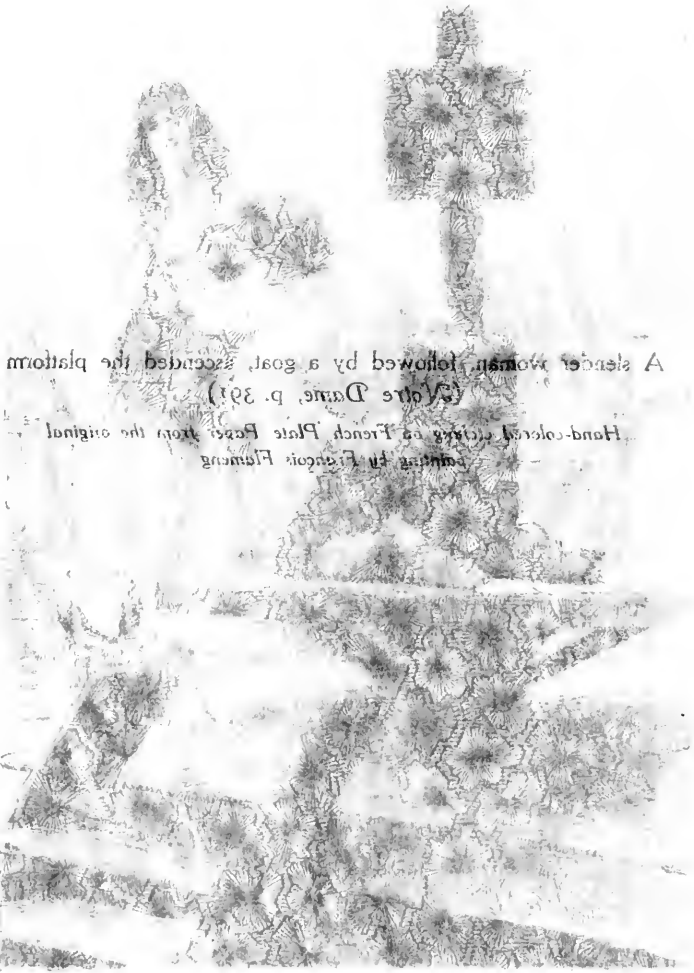 A slender woman, followed by a goat, ascended the platform
(Notre Dame, p. 391)
Hand-colored etching on French Plate Paper from the original
painting by François Flameng